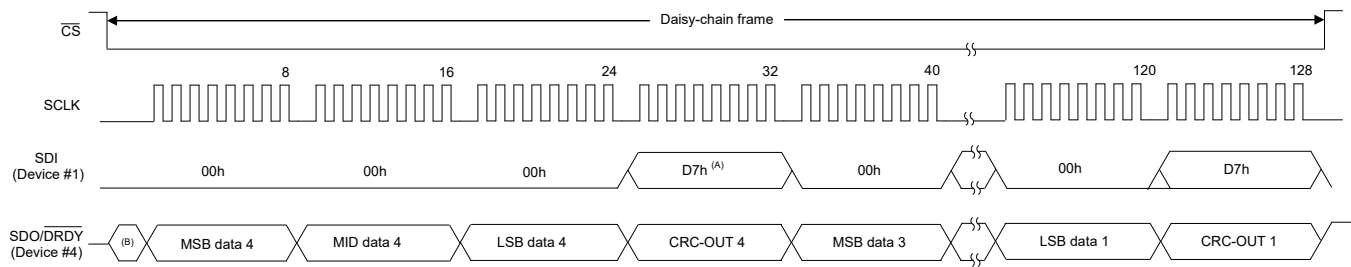 Daisy-chain frame
CS
8 16 24 32 40 120 128
SCLK
SDI
(Device #1)
00h 00h 00h D7h (A) 00h 00h D7h
SDO/DRDY
(Device #4)
(B) MSB data 4 MID data 4 LSB data 4 CRC-OUT 4 MSB data 3 LSB data 1 CRC-OUT 1